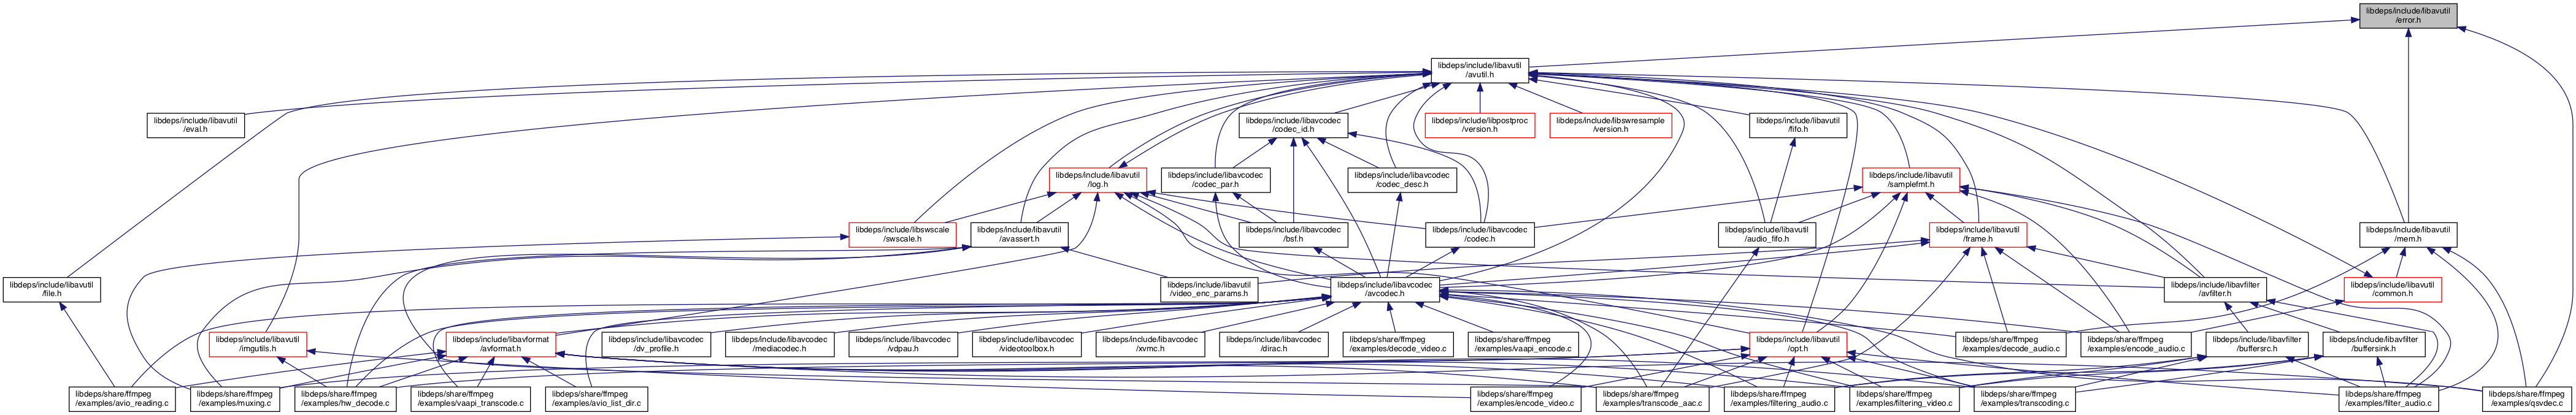 libdeps/include/libavutil
/error.h
libdeps/include/libavutil
/avutil.h
libdeps/include/libavutil
/eval.h
libdeps/include/libavcodec
/codec_id.h
libdeps/include/libpostproc
/version.h
libdeps/include/libswresample
/version.h
libdeps/include/libavutil
/fifo.h
libdeps/include/libavutil
/log.h
libdeps/include/libavcodec
/codec_par.h
libdeps/include/libavcodec
/codec_desc.h
libdeps/include/libavutil
/samplefmt.h
libdeps/include/libswscale
/swscale.h
libdeps/include/libavutil
/avassert.h
libdeps/include/libavcodec
/bsf.h
libdeps/include/libavcodec
/codec.h
libdeps/include/libavutil
/audio_fifo.h
libdeps/include/libavutil
/frame.h
libdeps/include/libavutil
/mem.h
libdeps/include/libavutil
/file.h
libdeps/include/libavutil
/video_enc_params.h
libdeps/include/libavcodec
/avcodec.h
libdeps/include/libavfilter
/avfilter.h
libdeps/include/libavutil
/common.h
libdeps/include/libavutil
/imgutils.h
libdeps/include/libavformat
/avformat.h
libdeps/include/libavcodec
/dv_profile.h
libdeps/include/libavcodec
/mediacodec.h
libdeps/include/libavcodec
/vdpau.h
libdeps/include/libavcodec
/videotoolbox.h
libdeps/include/libavcodec
/xvmc.h
libdeps/include/libavcodec
/dirac.h
libdeps/share/ffmpeg
/examples/decode_video.c
libdeps/share/ffmpeg
/examples/vaapi_encode.c
libdeps/include/libavutil
/opt.h
libdeps/share/ffmpeg
/examples/decode_audio.c
libdeps/share/ffmpeg
/examples/encode_audio.c
libdeps/include/libavfilter
/buffersrc.h
libdeps/include/libavfilter
/buffersink.h
libdeps/share/ffmpeg
/examples/avio_reading.c
libdeps/share/ffmpeg
/examples/muxing.c
libdeps/share/ffmpeg
/examples/hw_decode.c
libdeps/share/ffmpeg
/examples/vaapi_transcode.c
libdeps/share/ffmpeg
/examples/avio_list_dir.c
libdeps/share/ffmpeg
/examples/encode_video.c
libdeps/share/ffmpeg
/examples/transcode_aac.c
libdeps/share/ffmpeg
/examples/filtering_audio.c
libdeps/share/ffmpeg
/examples/filtering_video.c
libdeps/share/ffmpeg
/examples/transcoding.c
libdeps/share/ffmpeg
/examples/filter_audio.c
libdeps/share/ffmpeg
/examples/qsvdec.c